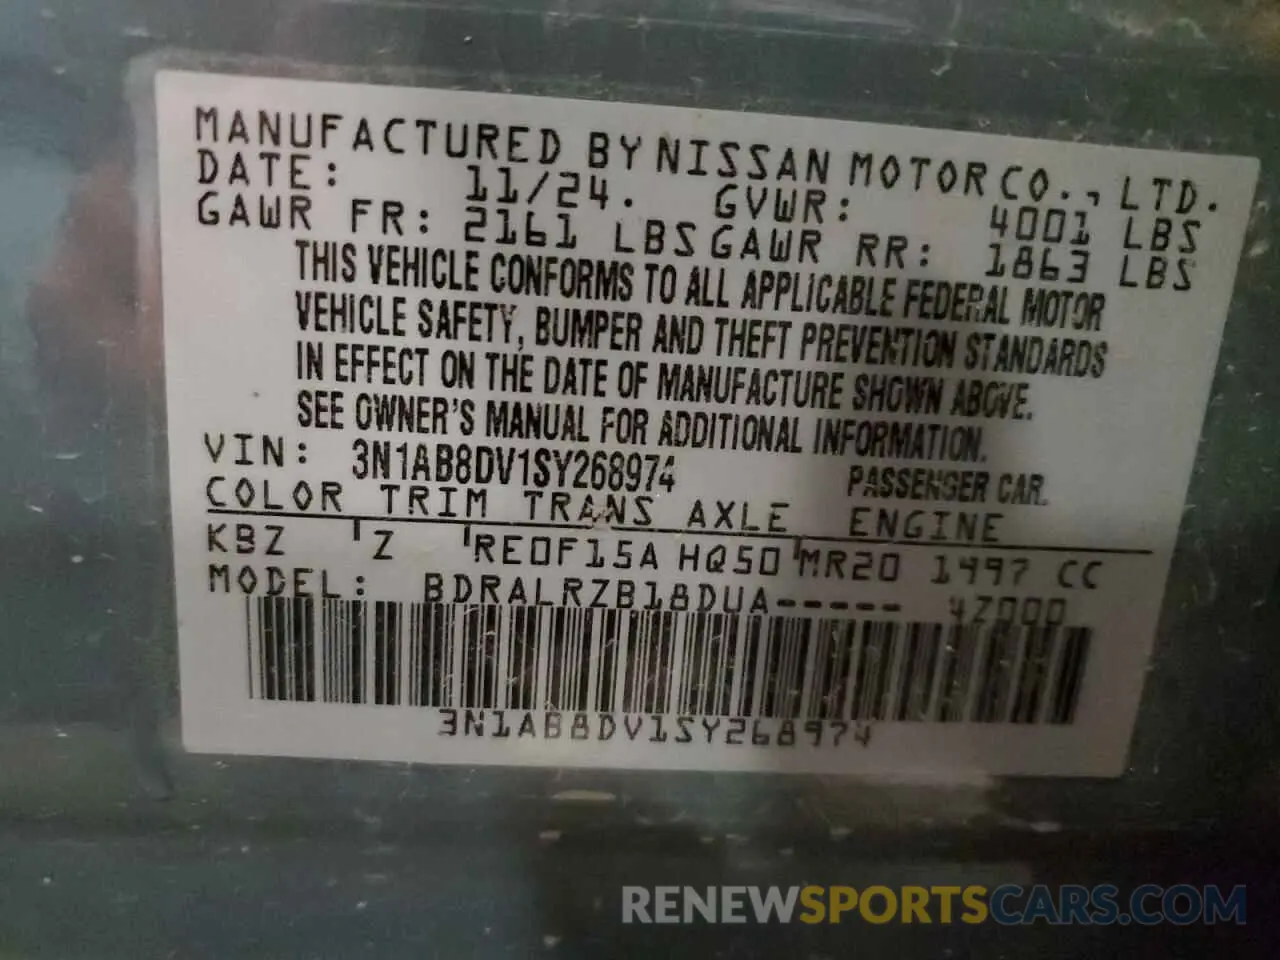 MANUFACTURED BY NISSAN MOTOR CO., LTD.
DATE: 11/24. GVWR: 4001 LBS
GAWR FR: 2161 LBS GAWR RR: 1863 LBS
THIS VEHICLE CONFORMS TO ALL APPLICABLE FEDERAL MOTOR
VEHICLE SAFETY, BUMPER AND THEFT PREVENTION STANDARDS
IN EFFECT ON THE DATE OF MANUFACTURE SHOWN ABOVE.
SEE OWNER'S MANUAL FOR ADDITIONAL INFORMATION.
VIN: 3N1AB8DV1SY268974 PASSENGER CAR.
COLOR TRIM TRANS AXLE ENGINE
KBZ Z RE0F15A HQ50 MR20 1997 CC
MODEL: BDRALRZB18DUA----- 4Z000
3N1AB8DV1SY268974
RENEWSPORTSCARS.COM